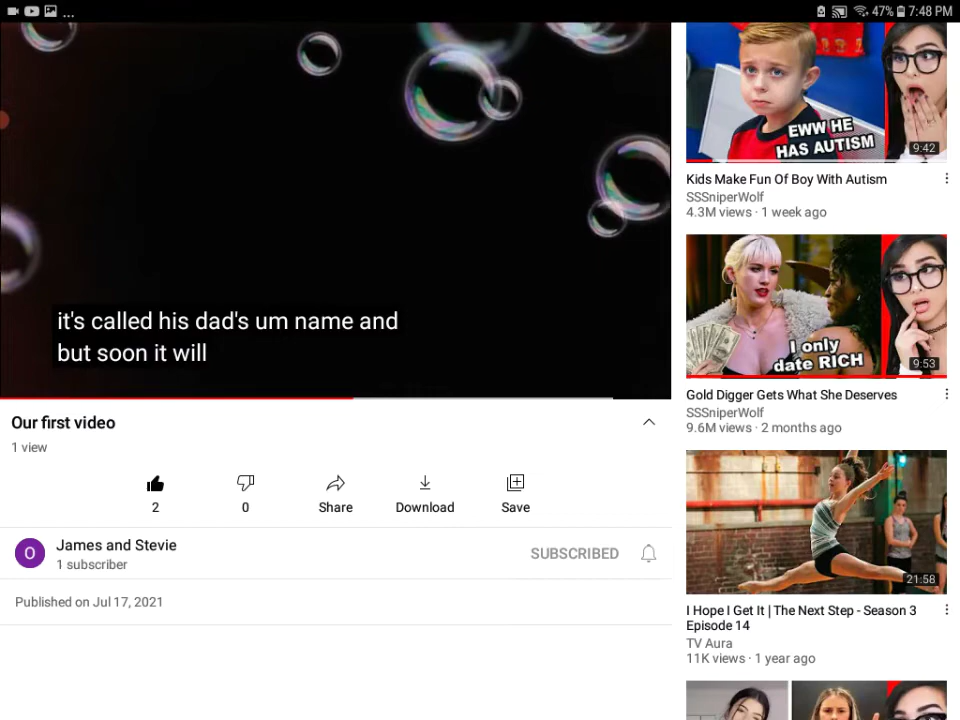 ... 47% 7:48 PM
it's called his dad's um name and
but soon it will
Our first video
1 view
2
0
Share
Download
Save
O
James and Stevie
1 subscriber
SUBSCRIBED
Published on Jul 17, 2021
EWW HE
HAS AUTISM
9:42
Kids Make Fun Of Boy With Autism
SSSniperWolf
4.3M views · 1 week ago
I only
date RICH
9:53
Gold Digger Gets What She Deserves
SSSniperWolf
9.6M views · 2 months ago
21:58
I Hope I Get It | The Next Step - Season 3
Episode 14
TV Aura
11K views · 1 year ago